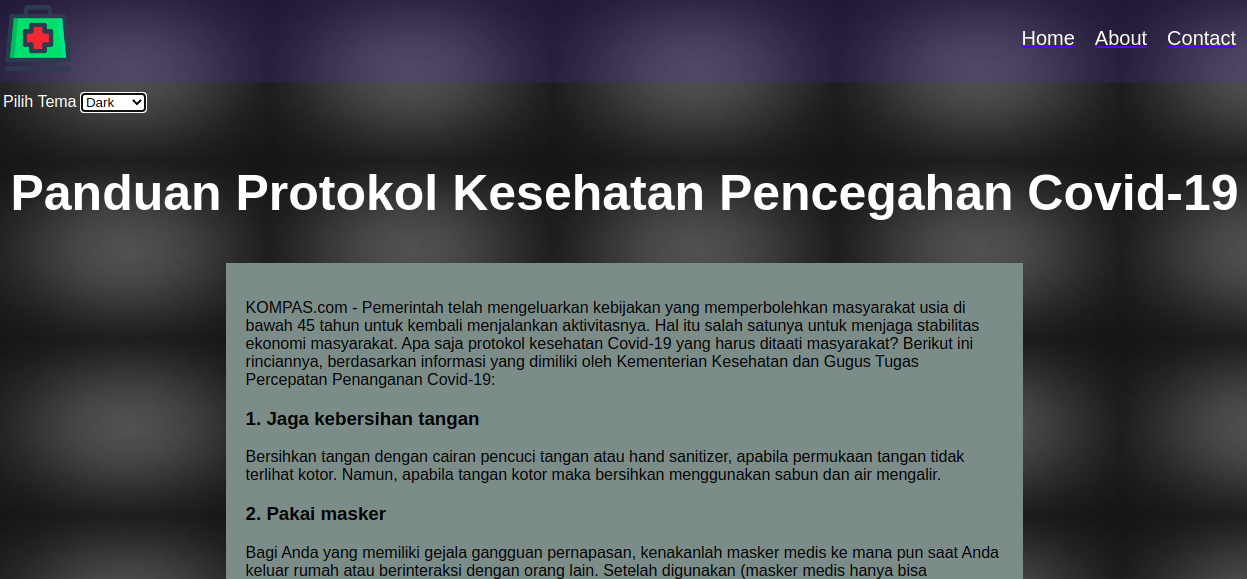 Home About Contact
Pilih Tema Dark
Panduan Protokol Kesehatan Pencegahan Covid-19
KOMPAS.com - Pemerintah telah mengeluarkan kebijakan yang memperbolehkan masyarakat usia di
bawah 45 tahun untuk kembali menjalankan aktivitasnya. Hal itu salah satunya untuk menjaga stabilitas
ekonomi masyarakat. Apa saja protokol kesehatan Covid-19 yang harus ditaati masyarakat? Berikut ini
rinciannya, berdasarkan informasi yang dimiliki oleh Kementerian Kesehatan dan Gugus Tugas
Percepatan Penanganan Covid-19:
1. Jaga kebersihan tangan
Bersihkan tangan dengan cairan pencuci tangan atau hand sanitizer, apabila permukaan tangan tidak
terlihat kotor. Namun, apabila tangan kotor maka bersihkan menggunakan sabun dan air mengalir.
2. Pakai masker
Bagi Anda yang memiliki gejala gangguan pernapasan, kenakanlah masker medis ke mana pun saat Anda
keluar rumah atau berinteraksi dengan orang lain. Setelah digunakan (masker medis hanya bisa